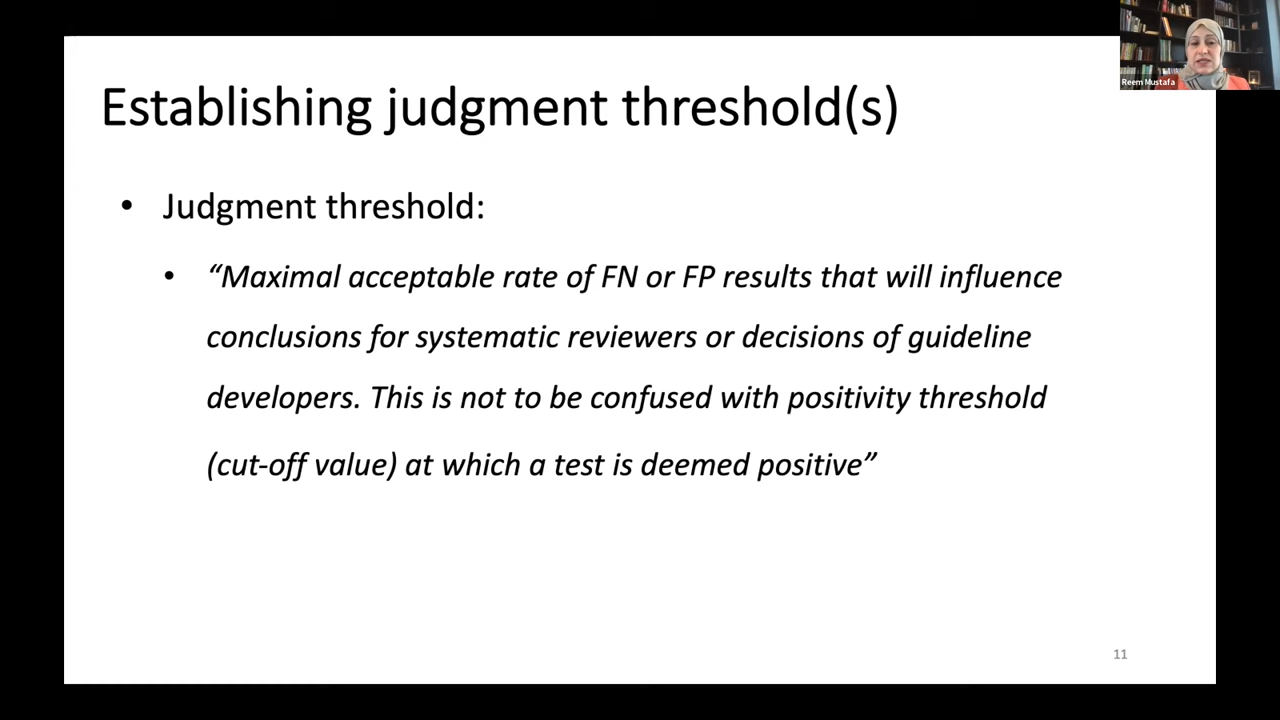 Reem Mustafa
Establishing judgment threshold(s)
• Judgment threshold:
• “Maximal acceptable rate of FN or FP results that will influence
conclusions for systematic reviewers or decisions of guideline
developers. This is not to be confused with positivity threshold
(cut-off value) at which a test is deemed positive”
11